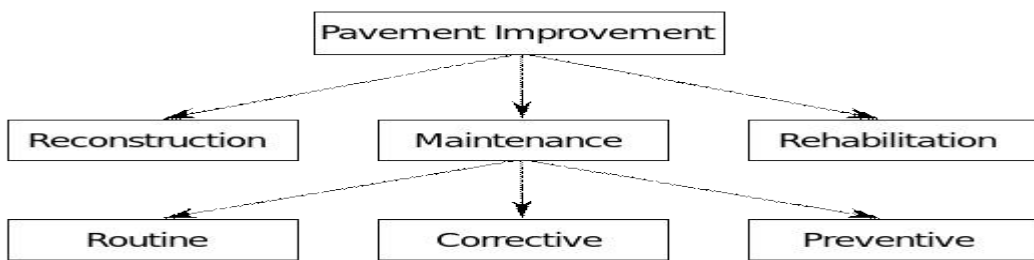 Pavement Improvement
Reconstruction
Maintenance
Rehabilitation
Routine
Corrective
Preventive